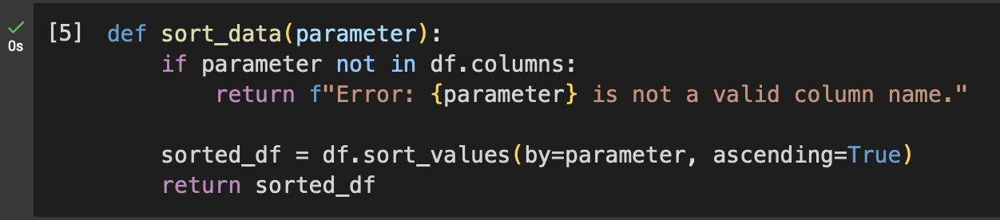 [5] def sort_data(parameter):
if parameter not in df.columns:
return f"Error: {parameter} is not a valid column name."
0s
sorted_df = df.sort_values(by=parameter, ascending=True)
return sorted_df